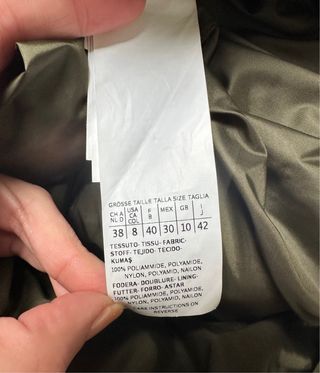 GRÖSSE TAILLE TALLA SIZE TAGLIA
CH A USA F MEX GB I
NL D CA B J
CO
38 8 40 30 10 42
TESSUTO-TISSU-FABRIC-
STOFF-TEJIDO-TECIDO-
KUMAŞ
100% POLIAMMIDE, POLYAMIDE,
NYLON, POLYAMID, NAILON
FODERA-DOUBLURE-LINING-
FUTTER-FORRO-ASTAR
100% POLIAMMIDE, POLYAMIDE,
NYLON, POLYAMID, NAILON
CARE INSTRUCTIONS ON
REVERSE